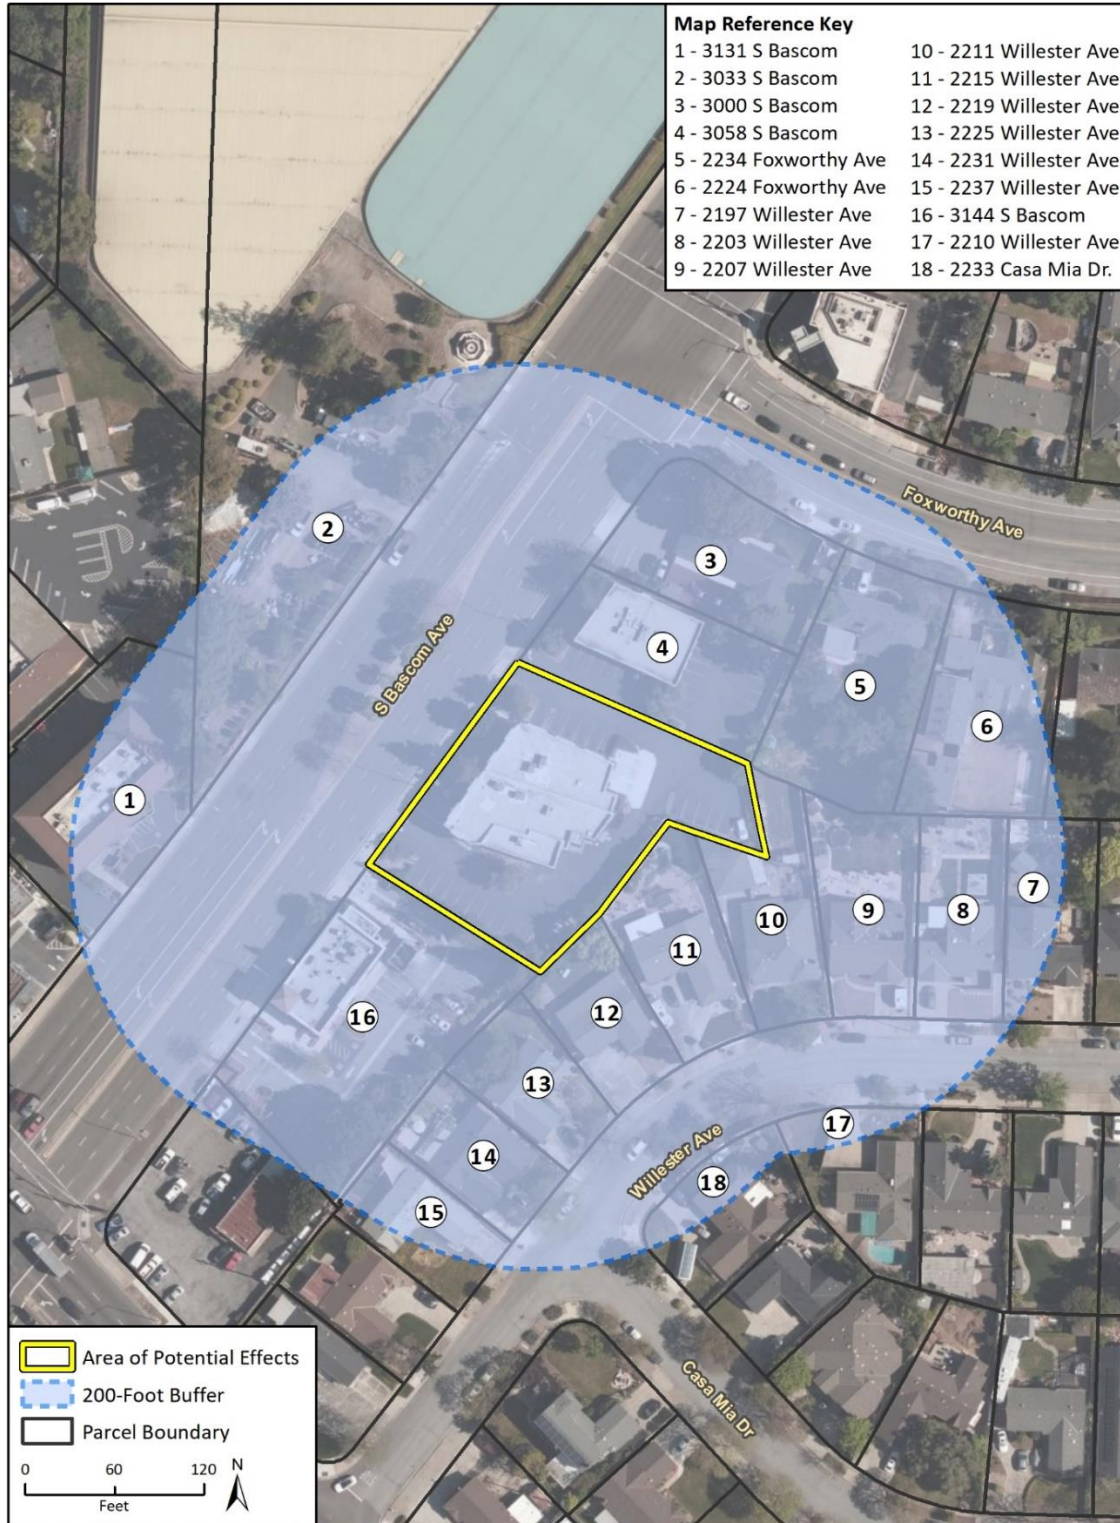 Map Reference Key
1 - 3131 S Bascom
2 - 3033 S Bascom
3 - 3000 S Bascom
4 - 3058 S Bascom
5 - 2234 Foxworthy Ave
6 - 2224 Foxworthy Ave
7 - 2197 Willester Ave
8 - 2203 Willester Ave
9 - 2207 Willester Ave
10 - 2211 Willester Ave
11 - 2215 Willester Ave
12 - 2219 Willester Ave
13 - 2225 Willester Ave
14 - 2231 Willester Ave
15 - 2237 Willester Ave
16 - 3144 S Bascom
17 - 2210 Willester Ave
18 - 2233 Casa Mia Dr.
Foxworthy Ave
2
3
S Bascom Ave
4
5
6
1
7
8
9
10
11
12
16
13
17
Willester Ave
14
18
15
Casa Mia Dr
Area of Potential Effects
200-Foot Buffer
Parcel Boundary
0 60 120
Feet
N